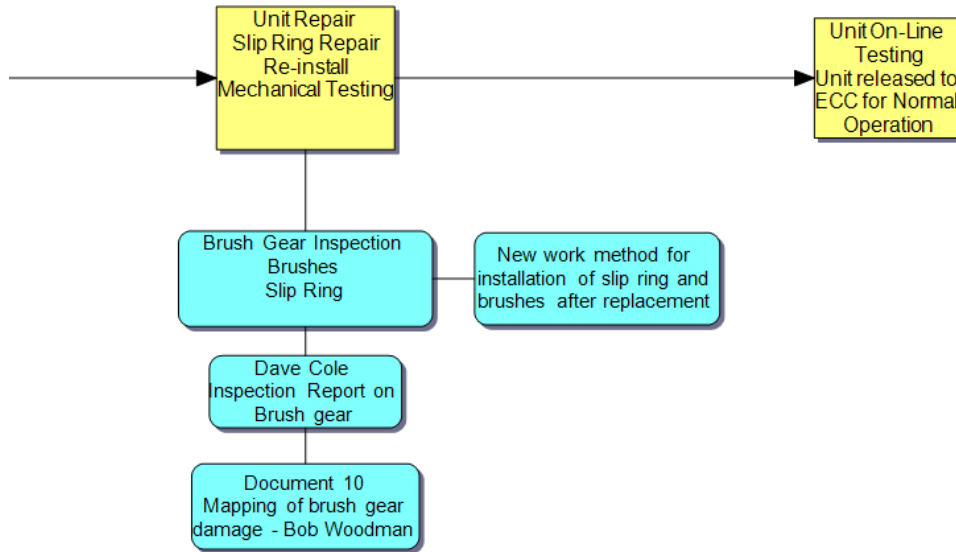 Unit Repair
Slip Ring Repair
Re-install
Mechanical Testing
Unit On-Line
Testing
Unit released to
ECC for Normal
Operation
Brush Gear Inspection
Brushes
Slip Ring
New work method for
installation of slip ring and
brushes after replacement
Dave Cole
Inspection Report on
Brush gear
Document 10
Mapping of brush gear
damage - Bob Woodman